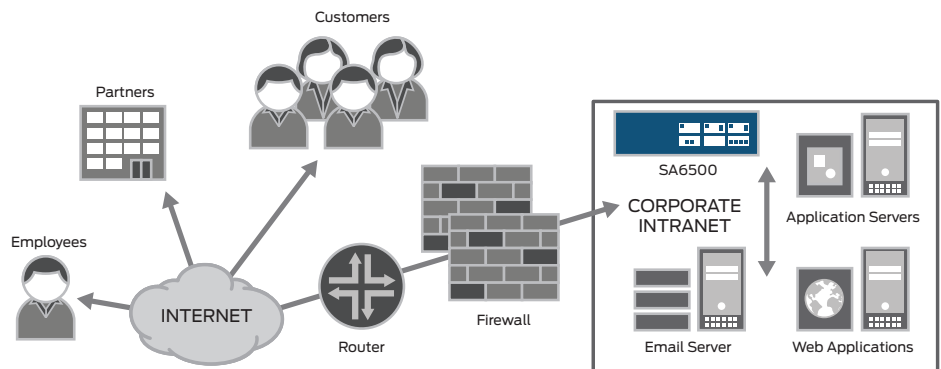 Customers
Partners
Employees
INTERNET
Router
Firewall
SA6500
CORPORATE
INTRANET
Application Servers
Email Server
Web Applications